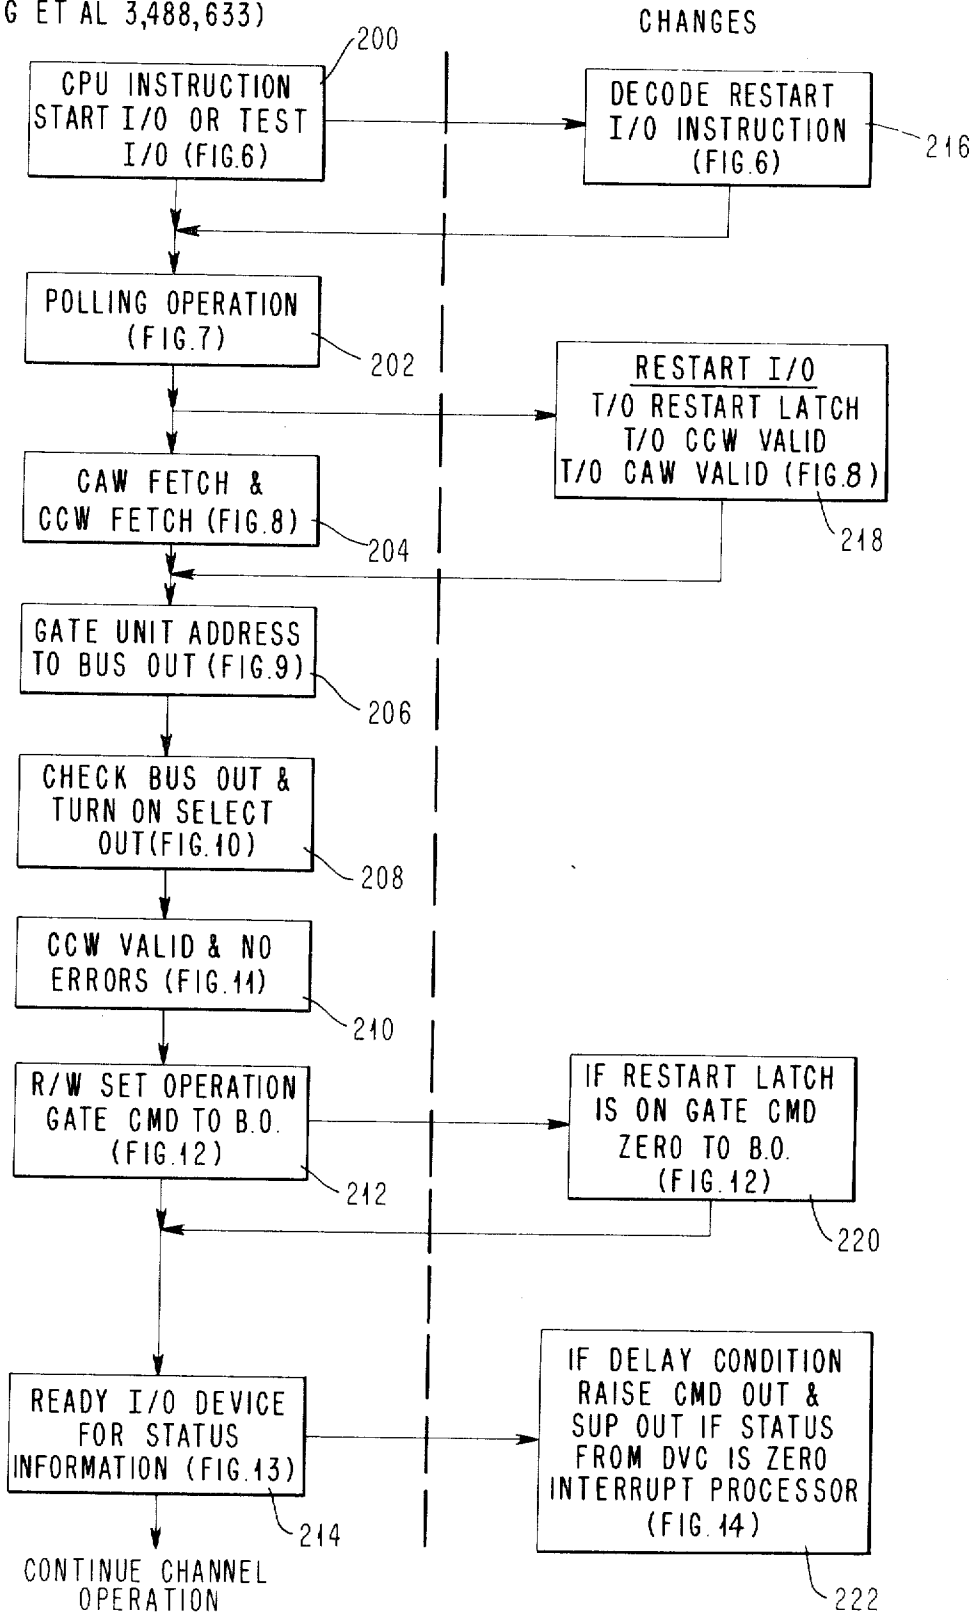 G ET AL 3,488,633)
CHANGES
200
CPU INSTRUCTION
START I/O OR TEST
I/O (FIG.6)
DECODE RESTART
I/O INSTRUCTION
(FIG.6)
216
POLLING OPERATION
(FIG.7)
202
RESTART I/O
T/O RESTART LATCH
T/O CCW VALID
T/O CAW VALID (FIG.8)
218
CAW FETCH &
CCW FETCH (FIG.8)
204
GATE UNIT ADDRESS
TO BUS OUT (FIG.9)
206
CHECK BUS OUT &
TURN ON SELECT
OUT(FIG.10)
208
CCW VALID & NO
ERRORS (FIG.11)
210
R/W SET OPERATION
GATE CMD TO B.O.
(FIG.12)
212
IF RESTART LATCH
IS ON GATE CMD
ZERO TO B.O.
(FIG.12)
220
READY I/O DEVICE
FOR STATUS
INFORMATION (FIG.13)
214
IF DELAY CONDITION
RAISE CMD OUT &
SUP OUT IF STATUS
FROM DVC IS ZERO
INTERRUPT PROCESSOR
(FIG.14)
222
CONTINUE CHANNEL
OPERATION